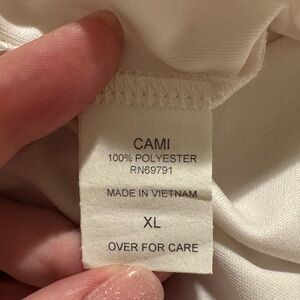 CAMI
100% POLYESTER
RN69791
MADE IN VIETNAM
XL
OVER FOR CARE